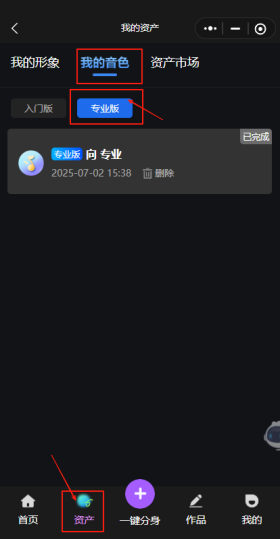 我的资产
我的形象 我的音色 资产市场
入门版 专业版
已完成
专业版 向 专业
2025-07-02 15:38 删除
首页 资产 一键分身 作品 我的